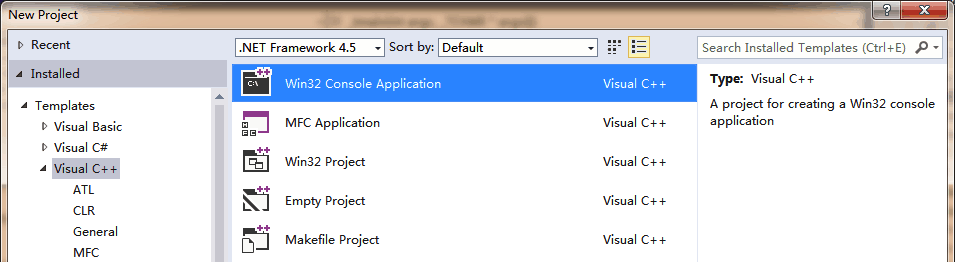 New Project
Recent
.NET Framework 4.5
Sort by:
Default
Search Installed Templates (Ctrl+E)
Installed
Templates
Visual Basic
Visual C#
Visual C++
ATL
CLR
General
MFC
Win32 Console Application Visual C++
MFC Application Visual C++
Win32 Project Visual C++
Empty Project Visual C++
Makefile Project Visual C++
Type: Visual C++
A project for creating a Win32 console
application